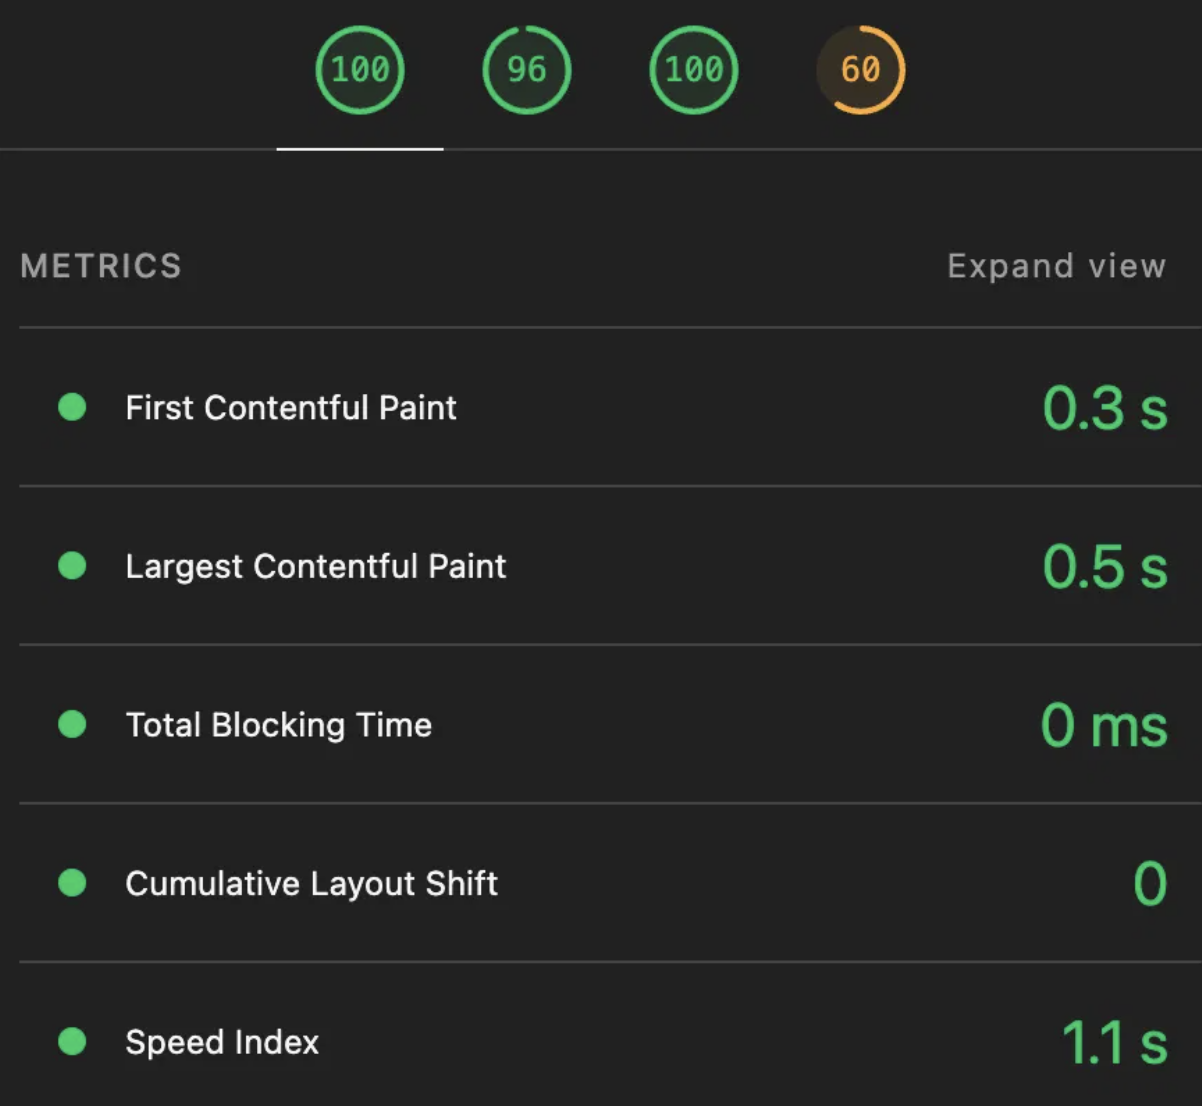 100 96 100 60
METRICS Expand view
First Contentful Paint 0.3 s
Largest Contentful Paint 0.5 s
Total Blocking Time 0 ms
Cumulative Layout Shift 0
Speed Index 1.1 s